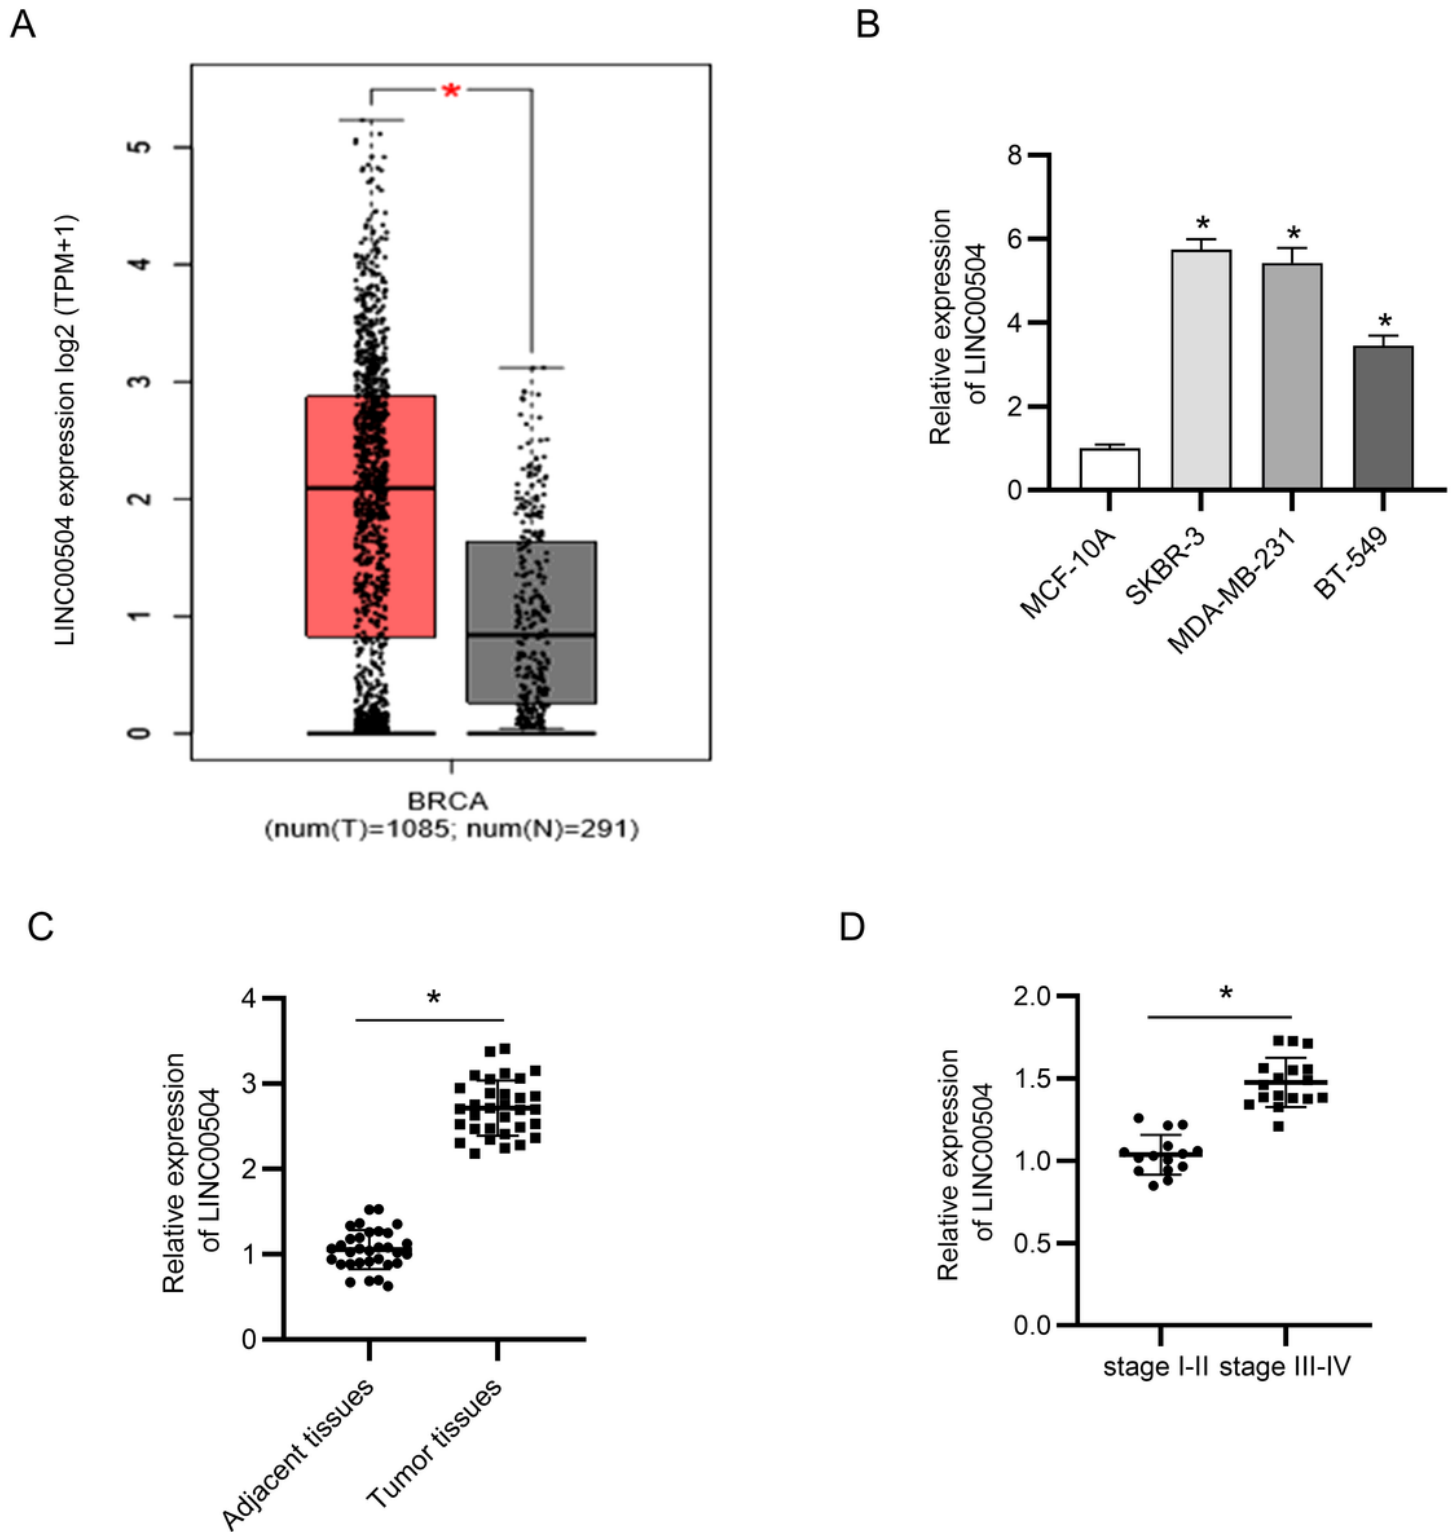 A
LINC00504 expression log2 (TPM+1)
5
4
3
2
1
0
*
BRCA
(num(T)=1085; num(N)=291)
B
Relative expression
of LINC00504
8
6
4
2
0
*
*
*
MCF-10A
SKBR-3
MDA-MB-231
BT-549
C
Relative expression
of LINC00504
4
3
2
1
0
*
Adjacent tissues
Tumor tissues
D
Relative expression
of LINC00504
2.0
1.5
1.0
0.5
0.0
*
stage I-II stage III-IV